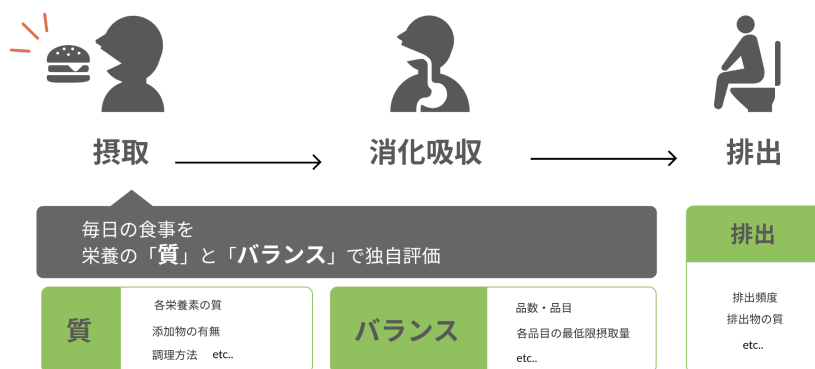 摂取
消化吸収
排出
毎日の食事を
栄養の「質」と「バランス」で独自評価
質
各栄養素の質
添加物の有無
調理方法 etc..
バランス
品数・品目
各品目の最低限摂取量
etc..
排出
排出頻度
排出物の質
etc..